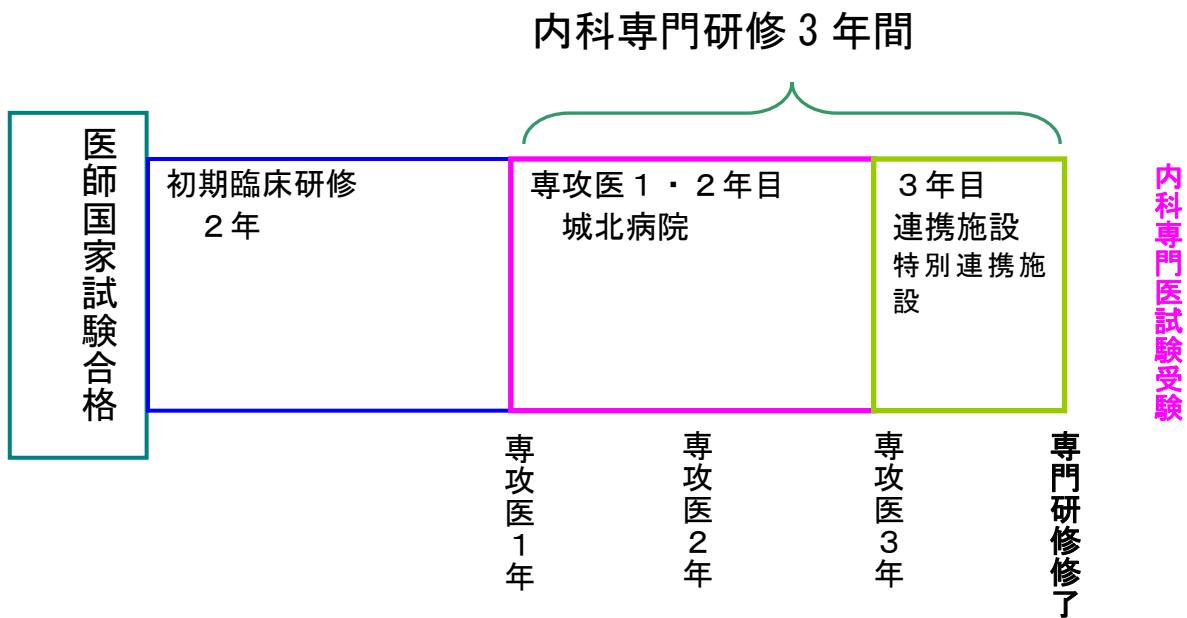 内科専門研修3年間
医師国家試験合格
初期臨床研修
２年
専攻医１・２年目
城北病院
３年目
連携施設
特別連携施
設
内科専門医試験受験
専攻医１年
専攻医２年
専攻医３年
専門研修修了